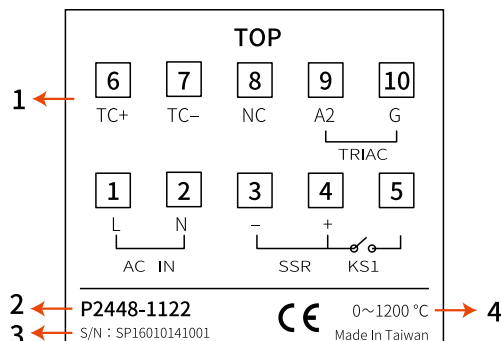 TOP
6 7 8 9 10
1
TC+ TC− NC A2 G
TRIAC
1 2 3 4 5
L N − +
AC IN SSR KS1
2 P2448-1122 CE 0~1200 °C 4
3 S/N : SP16010141001 Made In Taiwan